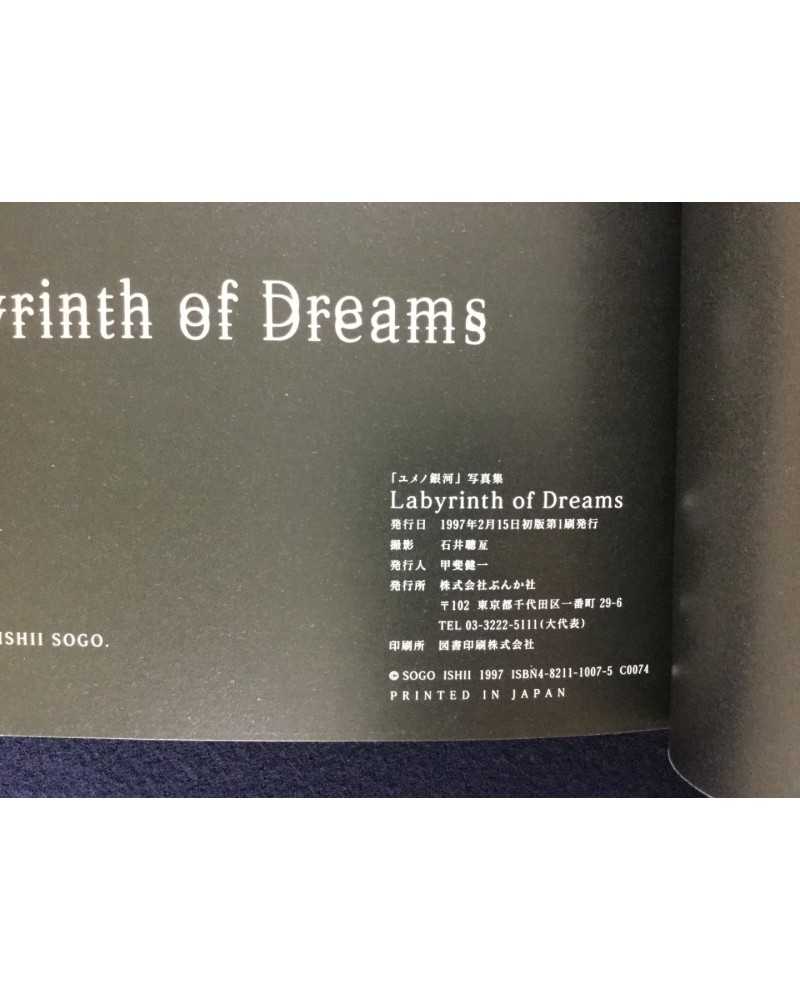 yrinth of Dreams
「ユメノ銀河」写真集
Labyrinth of Dreams
発行日 1997年2月15日初版第1刷発行
撮影 石井聰亙
発行人 甲斐健一
発行所 株式会社ぶんか社
〒102 東京都千代田区一番町29-6
TEL 03-3222-5111(大代表)
ISHII SOGO.
印刷所 図書印刷株式会社
© SOGO ISHII 1997 ISBN4-8211-1007-5 C0074
PRINTED IN JAPAN